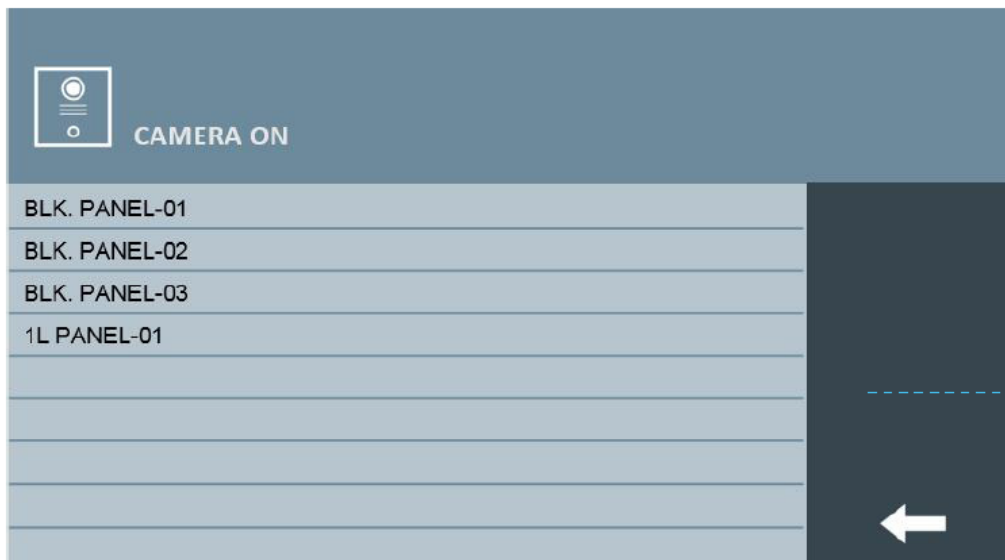 CAMERA ON
BLK. PANEL-01
BLK. PANEL-02
BLK. PANEL-03
1L PANEL-01